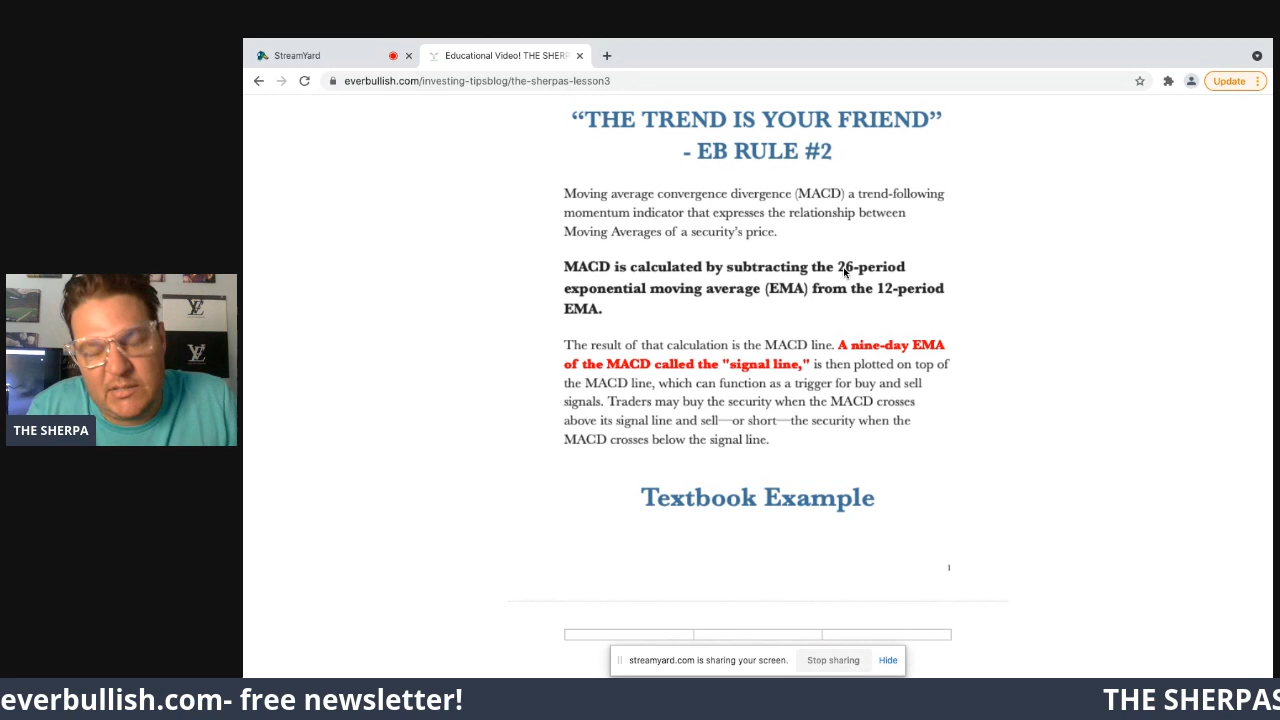 StreamYard
Educational Video! THE SHERP
everbullish.com/investing-tipsblog/the-sherpas-lesson3
Update
“THE TREND IS YOUR FRIEND”
- EB RULE #2
Moving average convergence divergence (MACD) a trend-following
momentum indicator that expresses the relationship between
Moving Averages of a security’s price.
MACD is calculated by subtracting the 26-period
exponential moving average (EMA) from the 12-period
EMA.
The result of that calculation is the MACD line. A nine-day EMA
of the MACD called the "signal line," is then plotted on top of
the MACD line, which can function as a trigger for buy and sell
signals. Traders may buy the security when the MACD crosses
above its signal line and sell—or short—the security when the
MACD crosses below the signal line.
Textbook Example
1
streamyard.com is sharing your screen.
Stop sharing
Hide
THE SHERPA
everbullish.com- free newsletter!
THE SHERPAS